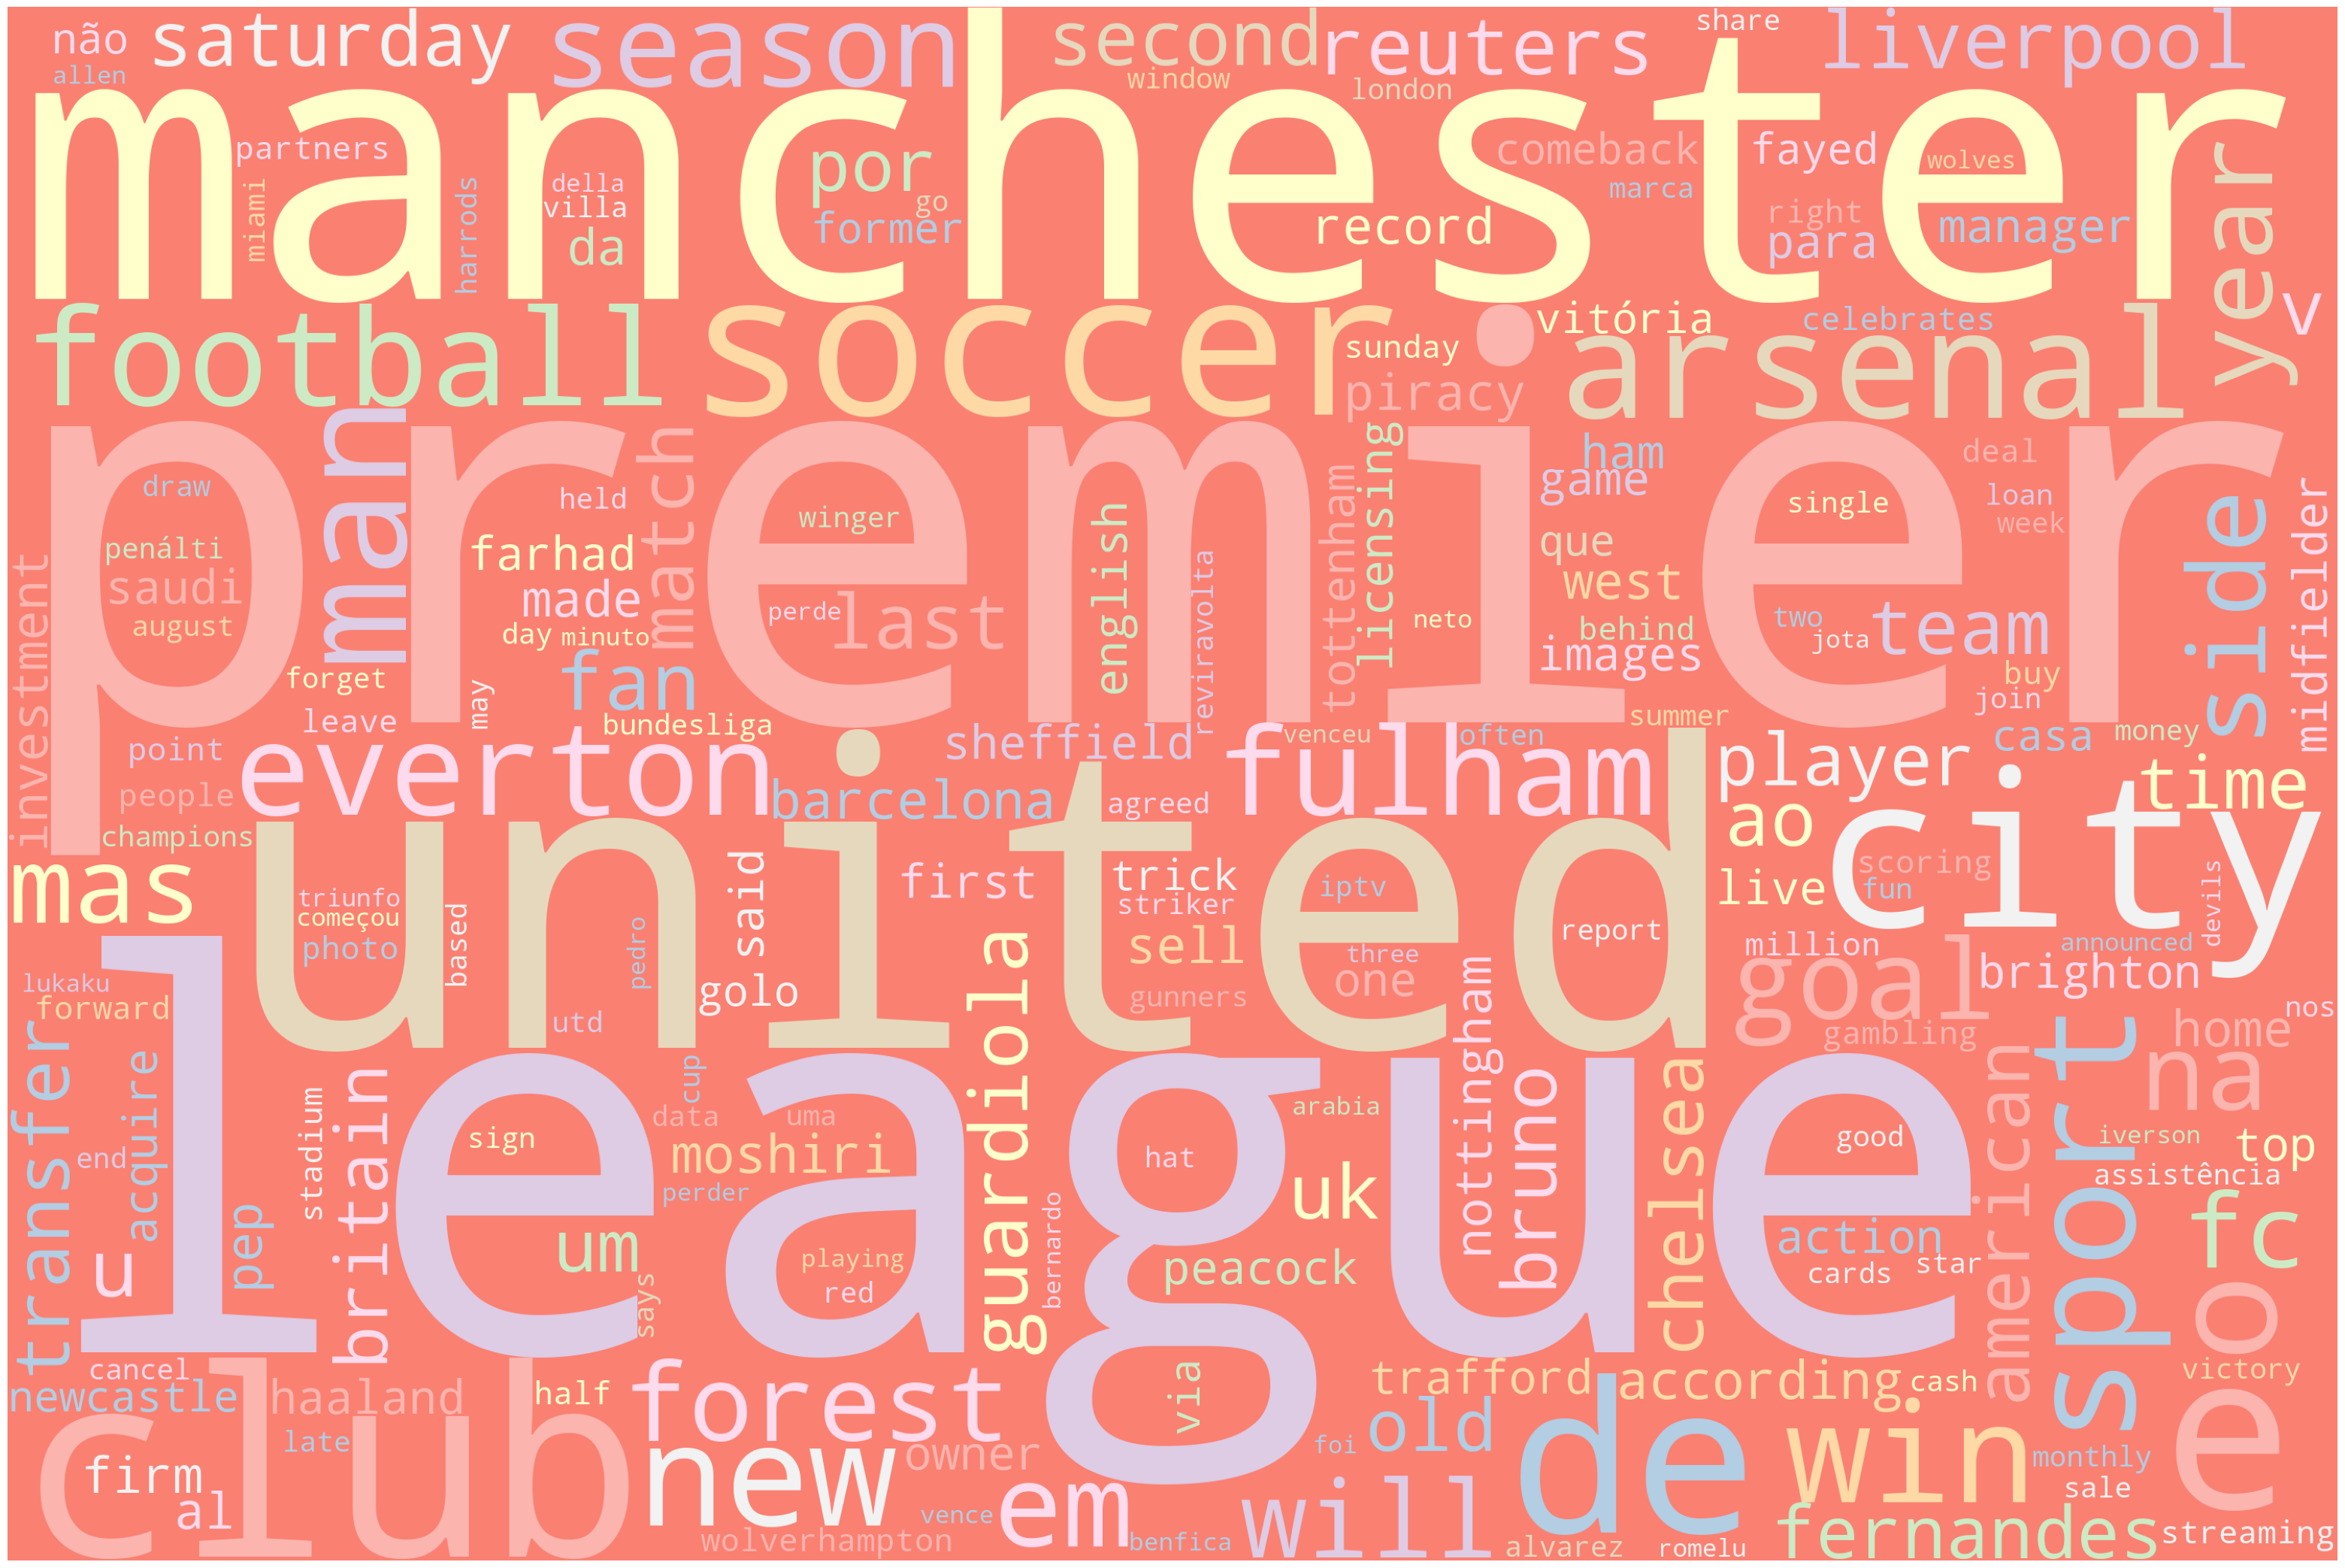 não
saturday
season
second
reuters
share
liverpool
allen
window
london
manchester
partners
miami
harrods
della
villa
da
por
go
former
record
comeback
marca
fayed
wolves
right
para
manager
year
football
soccer
sunday
vitória
celebrates
v
piracy
arsenal
premier
man
match
draw
held
winger
penálti
saudi
august
farhad
made
day
minuto
perde
last
english
reviravolta
tottenham
licensing
neto
ham
game
que
west
behind
images
single
two
jota
team
deal
loan
week
buy
join
side
midfielder
investment
forget
leave
may
fan
bundesliga
point
people
champions
everton
sheffield
barcelona
agreed
fulham
venceu
often
summer
player
casa
money
time
ao
live
city
scoring
fun
devils
mas
united
triunfo
começou
photo
based
pedro
said
golo
utd
first
trick
striker
sell
gunners
iptv
three
one
report
million
goal
announced
brighton
gambling
nos
home
na
lukaku
forward
league
transfer
acquire
end
u
pep
stadium
britain
sign
um
says
cup
data
uma
moshiri
perder
playing
red
guardiola
bernardo
hat
arabia
uk
peacock
via
nottingham
bruno
chelsea
good
action
cards
star
american
sport
iverson
top
assistência
fc
o
cancel
newcastle
haaland
late
half
forest
trafford
according
cash
victory
club
firm
al
new
owner
em
vence
wolverhampton
benfica
foi
old
will
de
win
monthly
sale
e
alvarez
romelu
fernandes
streaming